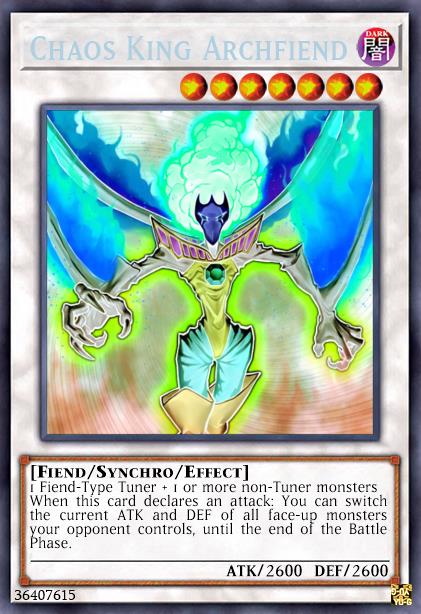 Chaos King Archfiend
DARK
闇
[Fiend/Synchro/Effect]
1 Fiend-Type Tuner + 1 or more non-Tuner monsters
When this card declares an attack: You can switch
the current ATK and DEF of all face-up monsters
your opponent controls, until the end of the Battle
Phase.
ATK/2600 DEF/2600
36407615